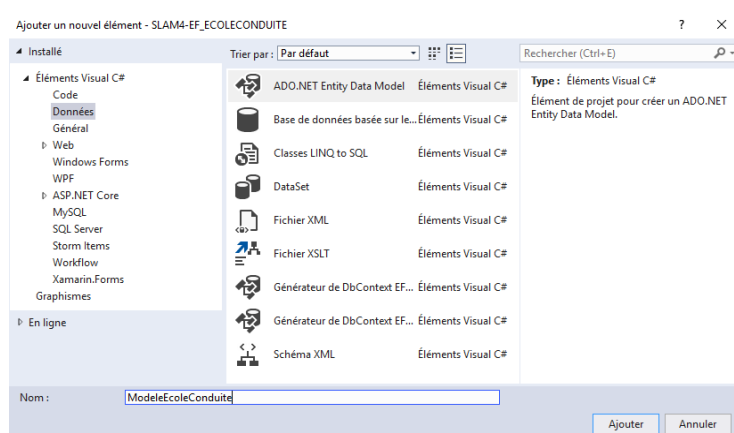 Ajouter un nouvel élément - SLAM4-EF_ECOLECONDUITE ? ×
Installé
Trier par : Par défaut
Rechercher (Ctrl+E)
Éléments Visual C#
Code
Données
Général
Web
Windows Forms
WPF
ASP.NET Core
MySQL
SQL Server
Storm Items
Workflow
Xamarin.Forms
Graphismes
En ligne
ADO.NET Entity Data Model Éléments Visual C#
Base de données basée sur le... Éléments Visual C#
Classes LINQ to SQL Éléments Visual C#
DataSet Éléments Visual C#
Fichier XML Éléments Visual C#
Fichier XSLT Éléments Visual C#
Générateur de DbContext EF... Éléments Visual C#
Générateur de DbContext EF... Éléments Visual C#
Schéma XML Éléments Visual C#
Type : Éléments Visual C#
Élément de projet pour créer un ADO.NET
Entity Data Model.
Nom : ModeleEcoleConduite
Ajouter Annuler